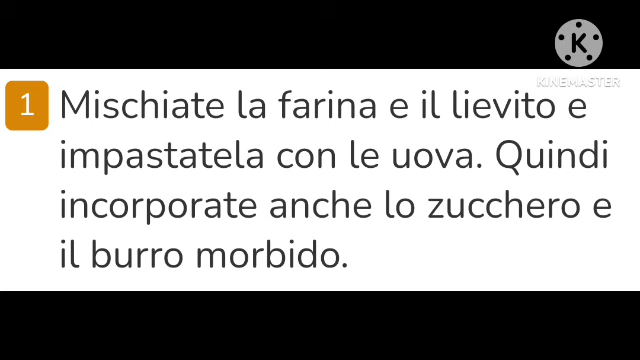 KINEMASTER
1 Mischiate la farina e il lievito e
impastatela con le uova. Quindi
incorporate anche lo zucchero e
il burro morbido.